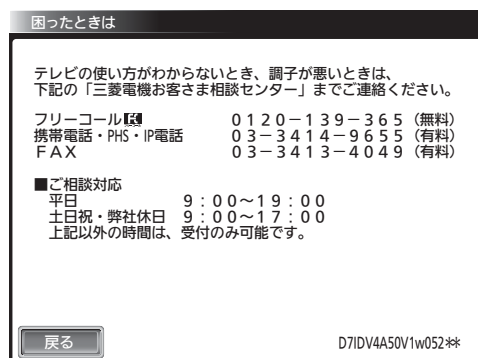 困ったときは
テレビの使い方がわからないとき、調子が悪いときは、
下記の「三菱電機お客さま相談センター」までご連絡ください。
フリーコール 0120－139－365（無料）
携帯電話・PHS・IP電話 03－3414－9655（有料）
ＦＡＸ 03－3413－4049（有料）
■ご相談対応
平日 9：00～19：00
土日祝・弊社休日 9：00～17：00
上記以外の時間は、受付のみ可能です。
戻る D7IDV4A50V1w052**